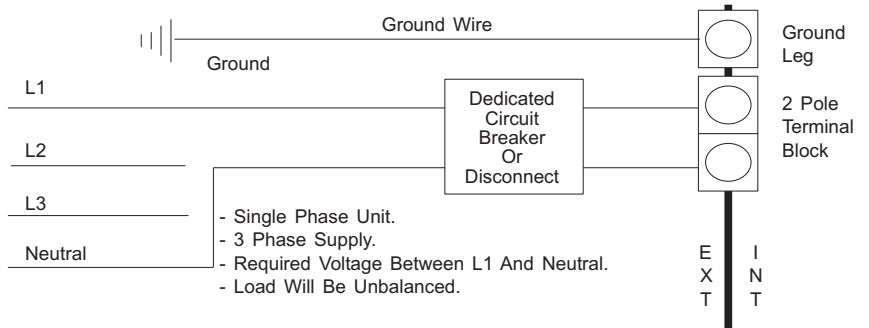 Ground Wire
Ground
Leg
Ground
L1
Dedicated
Circuit
Breaker
Or
Disconnect
2 Pole
Terminal
Block
L2
L3
Neutral
- Single Phase Unit.
- 3 Phase Supply.
- Required Voltage Between L1 And Neutral.
- Load Will Be Unbalanced.
E
X
T
I
N
T